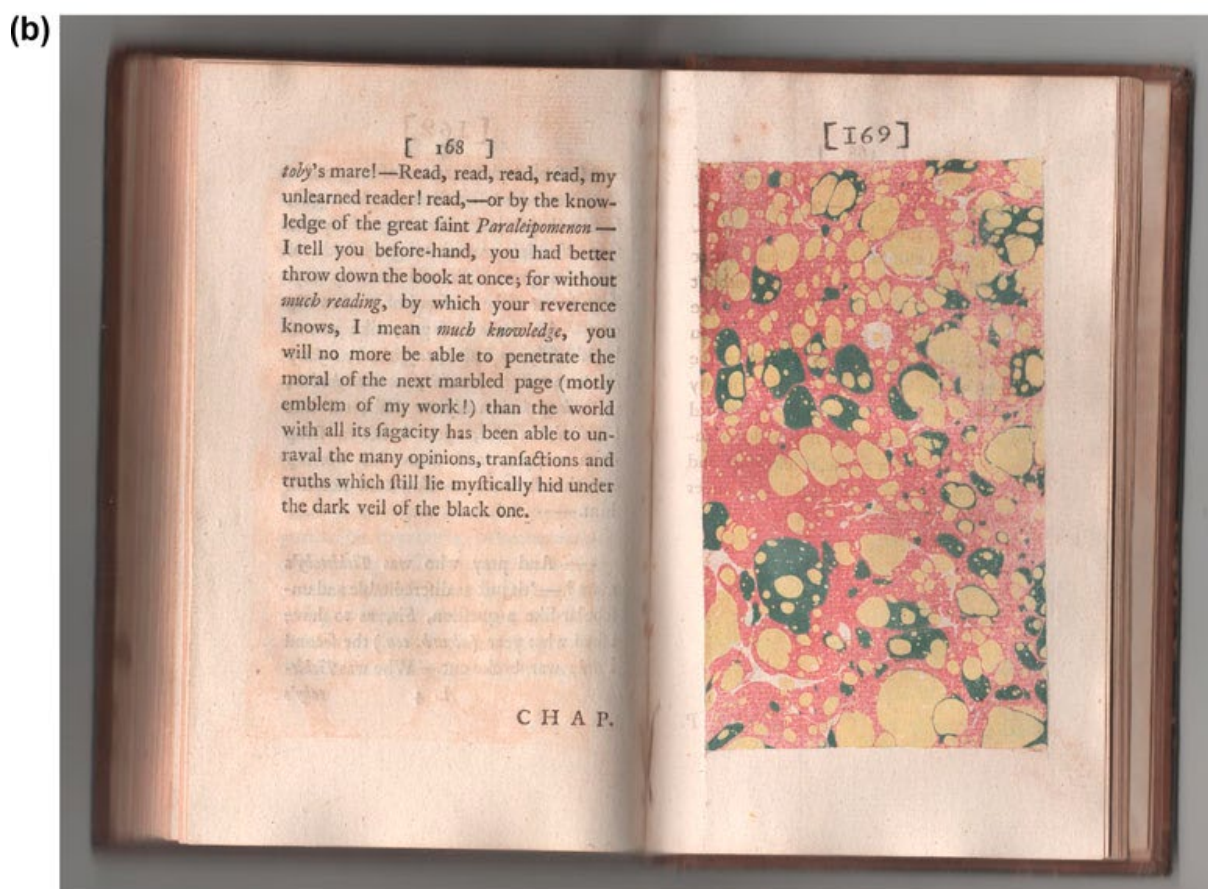 (b)
[ 168 ]
toby's mare!—Read, read, read, read, my
unlearned reader! read,—or by the know-
ledge of the great ſaint Paraleipomenon—
I tell you before-hand, you had better
throw down the book at once; for without
much reading, by which your reverence
knows, I mean much knowledge, you
will no more be able to penetrate the
moral of the next marbled page (motly
emblem of my work!) than the world
with all its ſagacity has been able to un-
raval the many opinions, tranſactions and
truths which ſtill lie myſtically hid under
the dark veil of the black one.
CHAP.
[169]